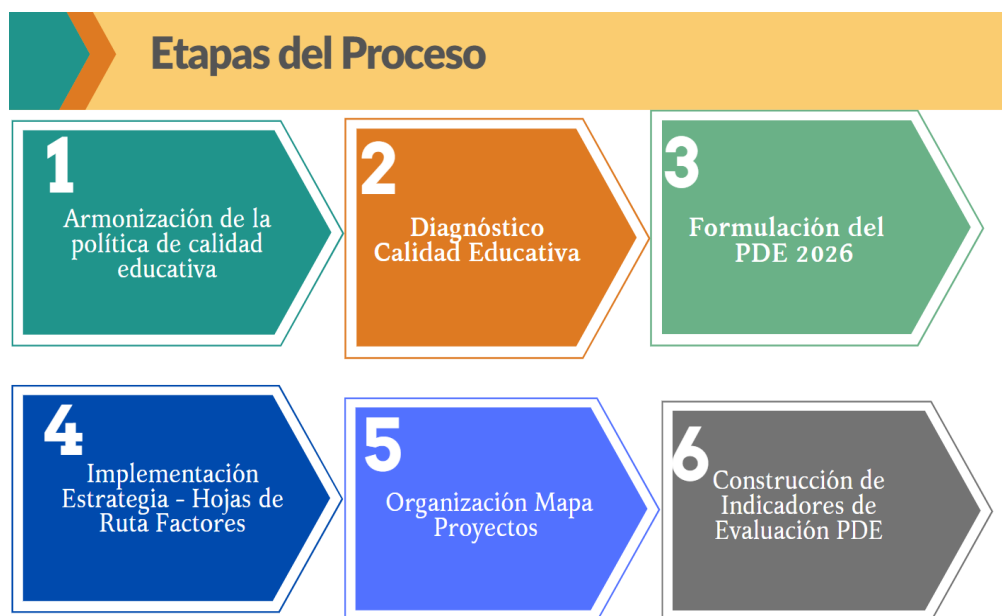 Etapas del Proceso
1
Armonización de la
política de calidad
educativa
2
Diagnóstico
Calidad Educativa
3
Formulación del
PDE 2026
4
Implementación
Estrategia - Hojas de
Ruta Factores
5
Organización Mapa
Proyectos
6
Construcción de
Indicadores de
Evaluación PDE